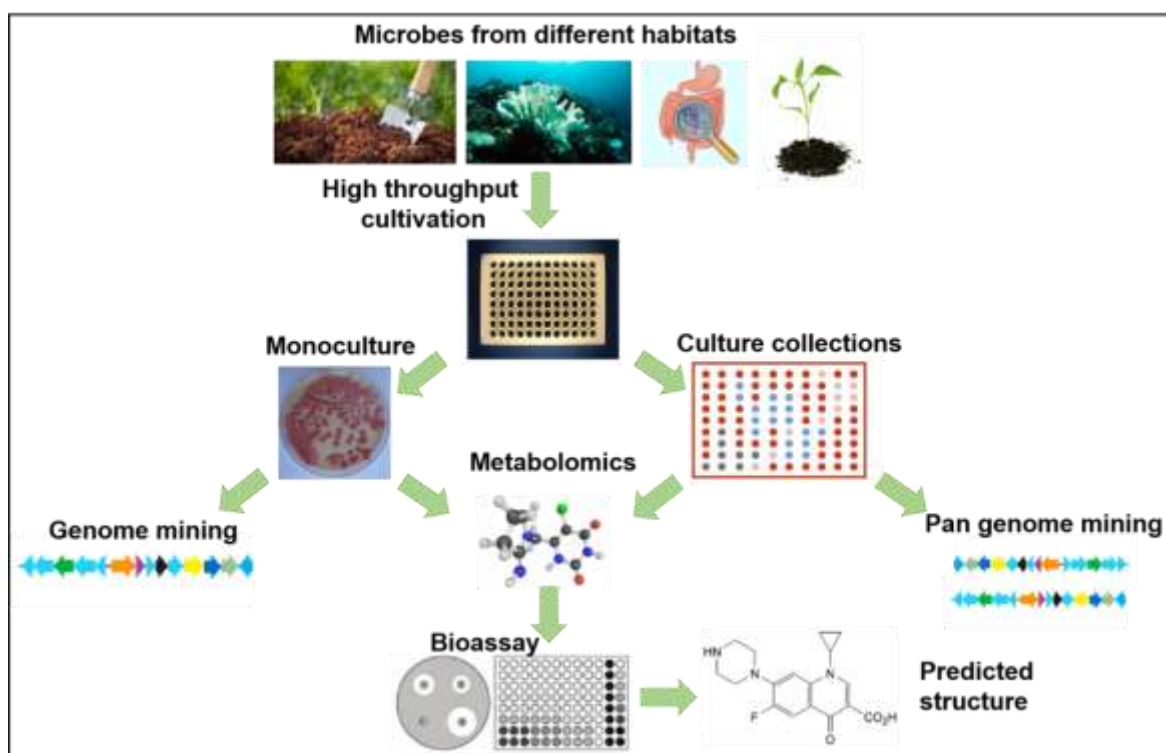 Microbes from different habitats
High throughput
cultivation
Monoculture
Culture collections
Metabolomics
Genome mining
Pan genome mining
Bioassay
Predicted
structure
HN
N
N
F
O
CO₂H